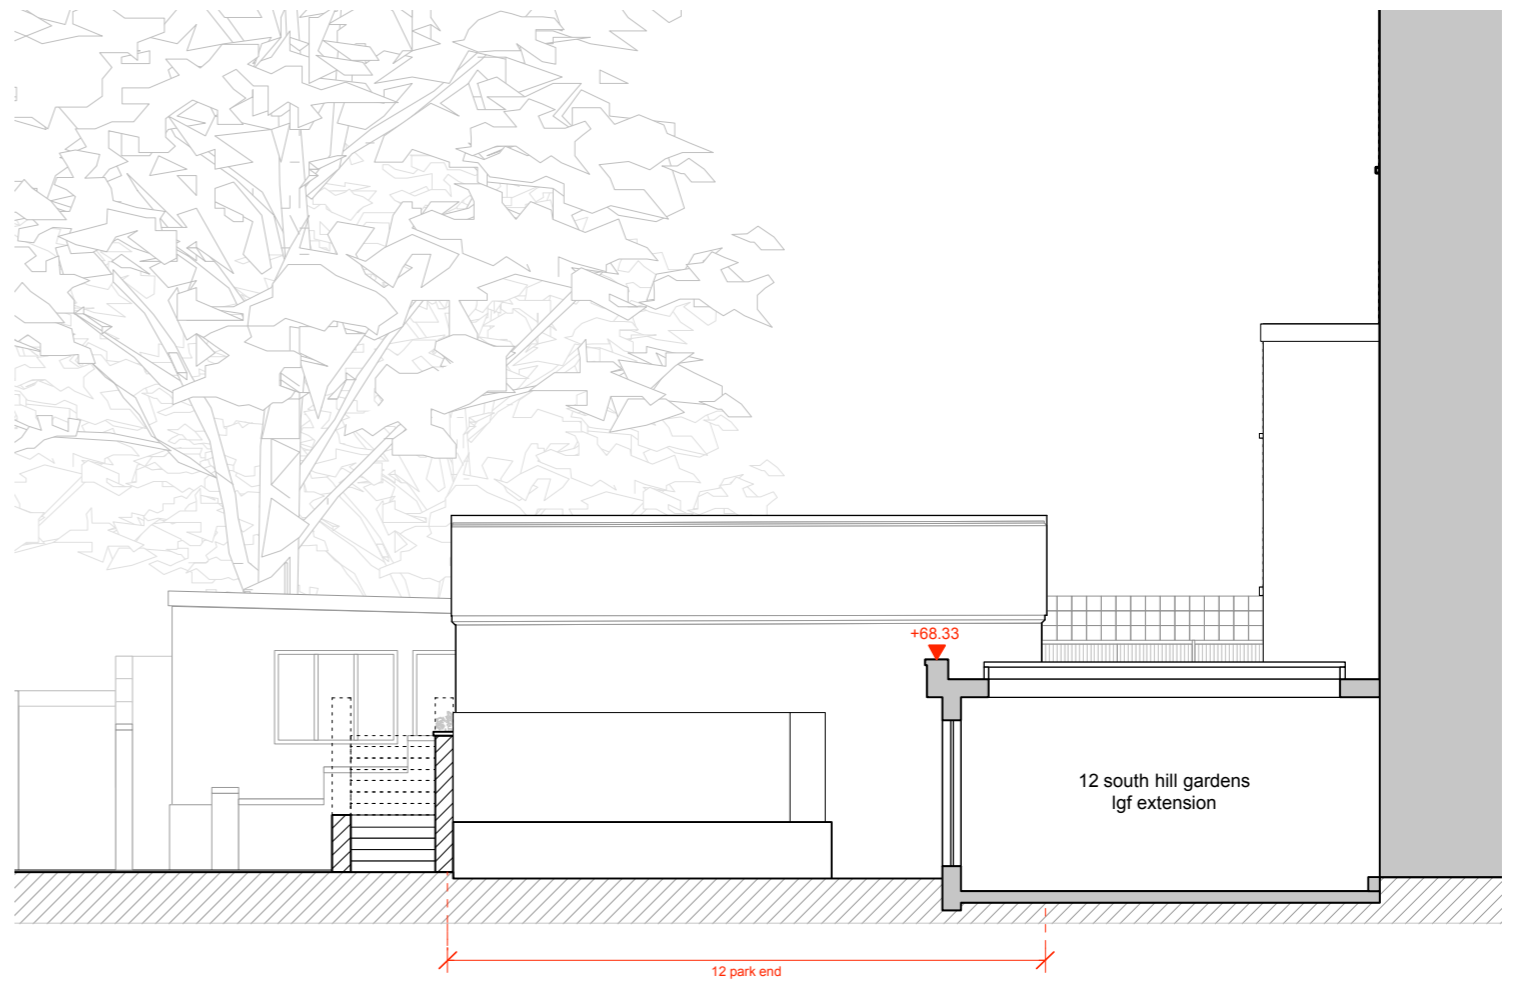 +68.33
12 south hill gardens
lgf extension
12 park end